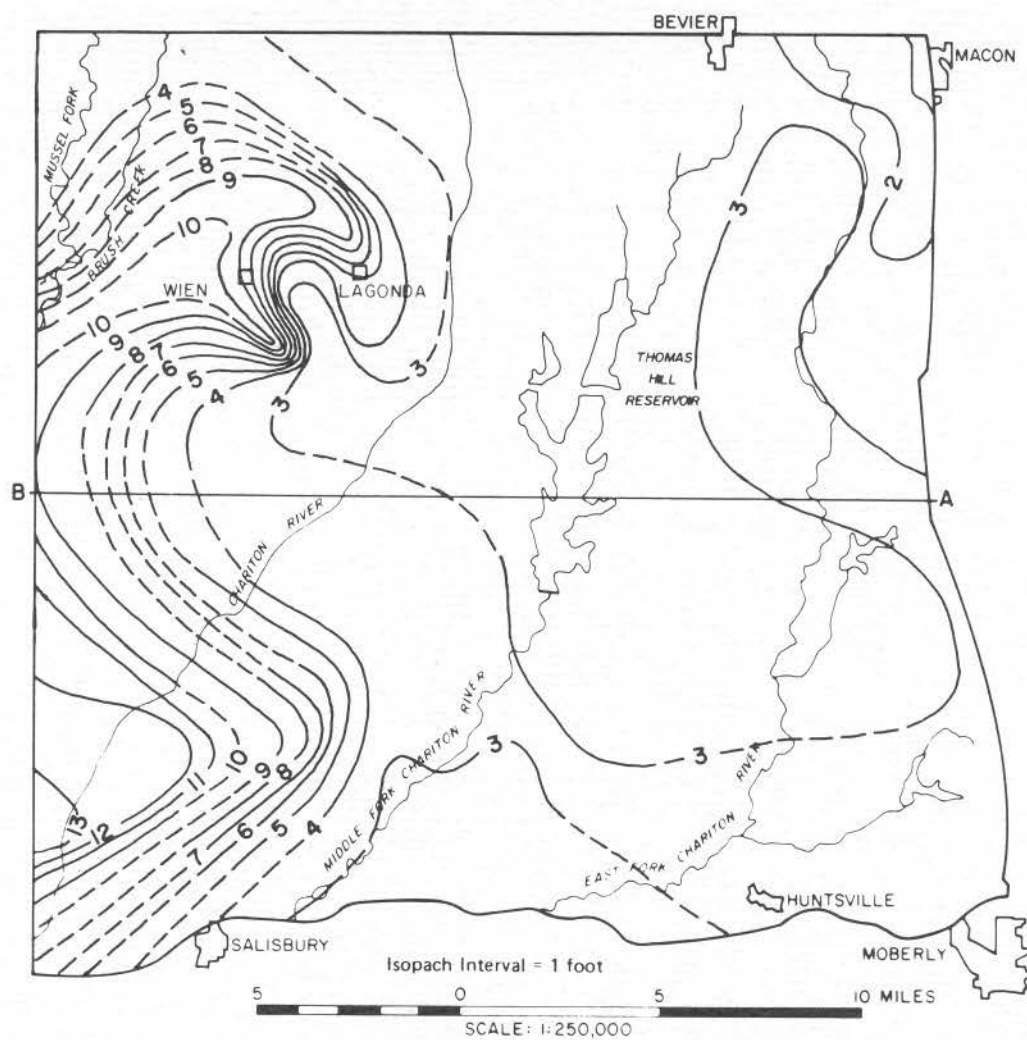 BEVIER
MACON
MUSSEL FORK
BRUSH CREEK
4
5
6
7
8
9
10
2
3
WIEN
LAGONDA
10
9
8
7
6
5
4
3
3
THOMAS
HILL
RESERVOIR
B
A
CHARITON RIVER
MIDDLE FORK CHARITON RIVER
EAST FORK CHARITON RIVER
3
3
10
9
8
11
13
12
7
6
5
4
HUNTSVILLE
SALISBURY
MOBERLY
Isopach Interval = 1 foot
5 0 5 10 MILES
SCALE: 1:250,000